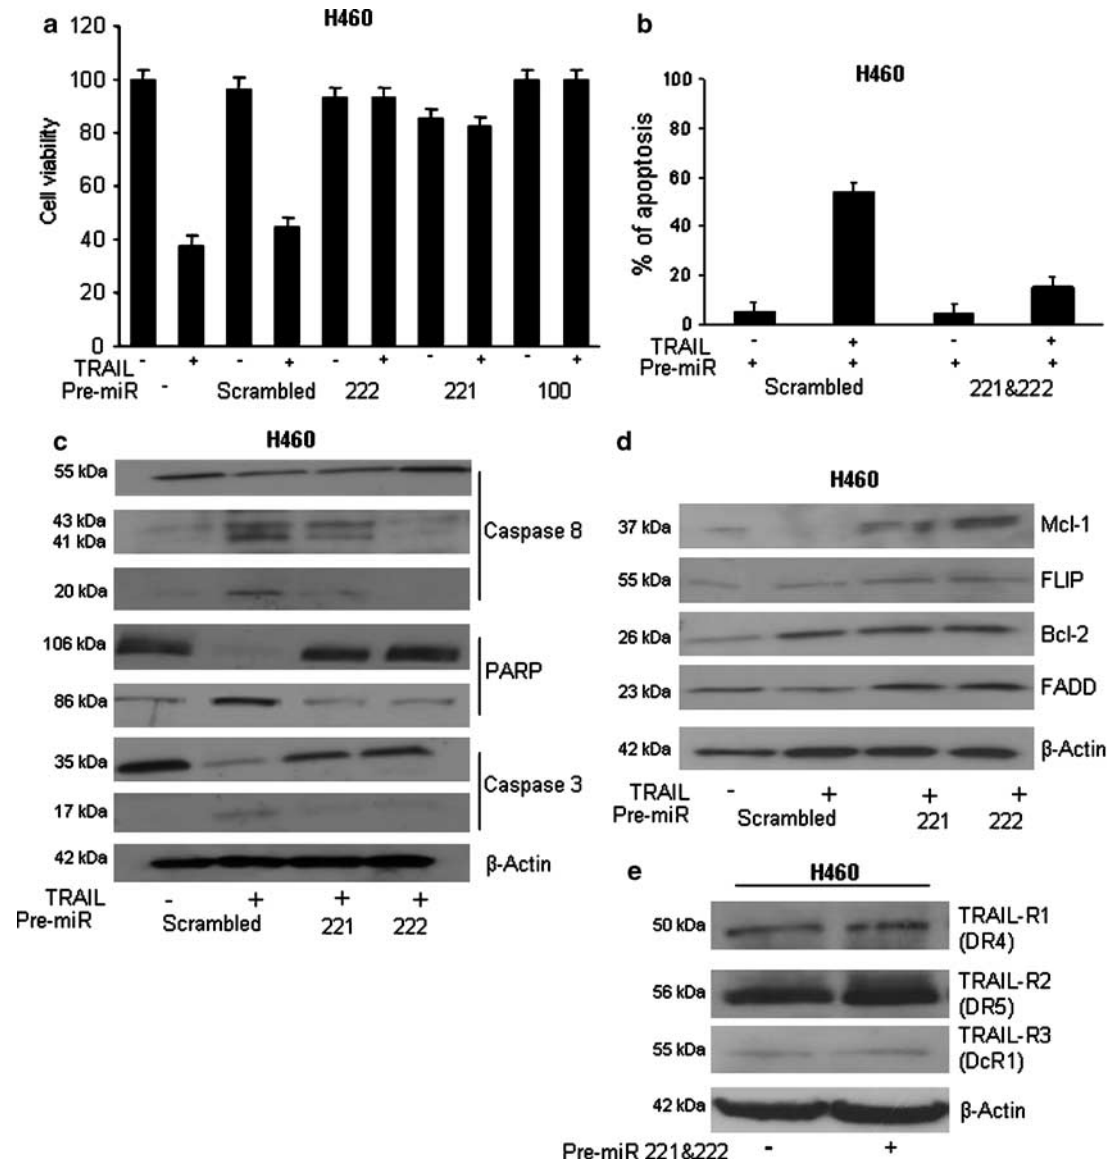 a
H460
120
100
80
60
40
20
0
Cell viability
TRAIL - + - + - + - + - +
Pre-miR - Scrambled 222 221 100
b
H460
100
80
60
40
20
0
% of apoptosis
TRAIL - + - +
Pre-miR + + + +
Scrambled 221&222
c
H460
55 kDa
43 kDa
41 kDa
Caspase 8
20 kDa
106 kDa
PARP
86 kDa
35 kDa
Caspase 3
17 kDa
42 kDa β-Actin
TRAIL - + + +
Pre-miR Scrambled 221 222
d
H460
37 kDa Mcl-1
55 kDa FLIP
26 kDa Bcl-2
23 kDa FADD
42 kDa β-Actin
TRAIL - + + +
Pre-miR Scrambled 221 222
e
H460
50 kDa TRAIL-R1
(DR4)
56 kDa TRAIL-R2
(DR5)
55 kDa TRAIL-R3
(DcR1)
42 kDa β-Actin
Pre-miR 221&222 - +